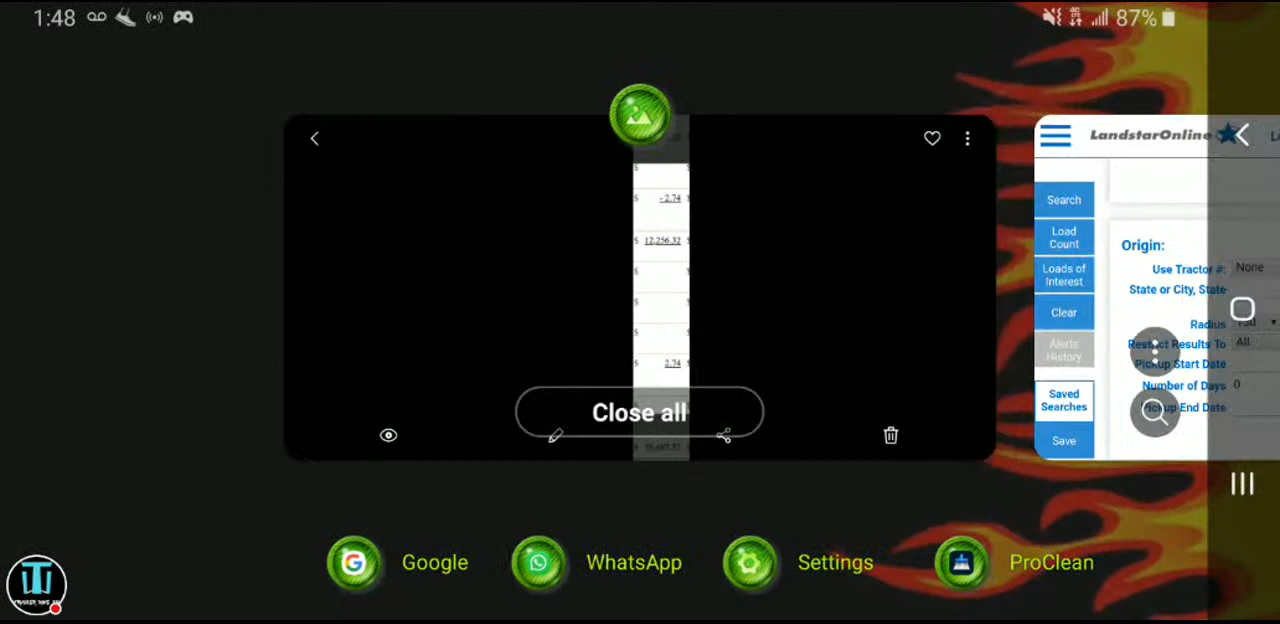 1:48
87%
$
- 2.74
$ 12,256.32 $
$
$
$
$ 2.74
Close all
LandstarOnline
Search
Load
Count
Loads of
Interest
Clear
Alerts
History
Saved
Searches
Save
Origin:
Use Tractor #: None
State or City, State
Radius
Restrict Results To All
Pickup Start Date
Number of Days 0
Pickup End Date
Google
WhatsApp
Settings
ProClean